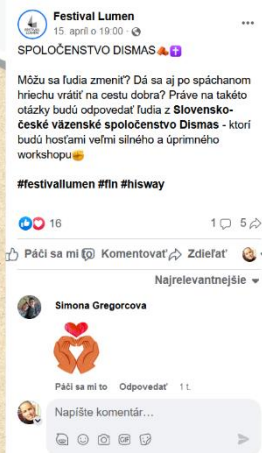 Festival Lumen
15. apríl o 19:00 ·
SPOLOČENSTVO DISMAS🔥✝️
Môžu sa ľudia zmeniť? Dá sa aj po spáchanom
hriechu vrátiť na cestu dobra? Práve na takéto
otázky budú odpovedať ľudia z Slovensko-
české väzenské spoločenstvo Dismas - ktorí
budú hosťami veľmi silného a úprimného
workshopu✊
#festivallumen #fln #hisway
16 1 5
Páči sa mi Komentovať Zdieľať
Najrelevantnejšie
Simona Gregorcova
Páči sa mi to Odpovedať 1 t.
Napíšte komentár…
GIF